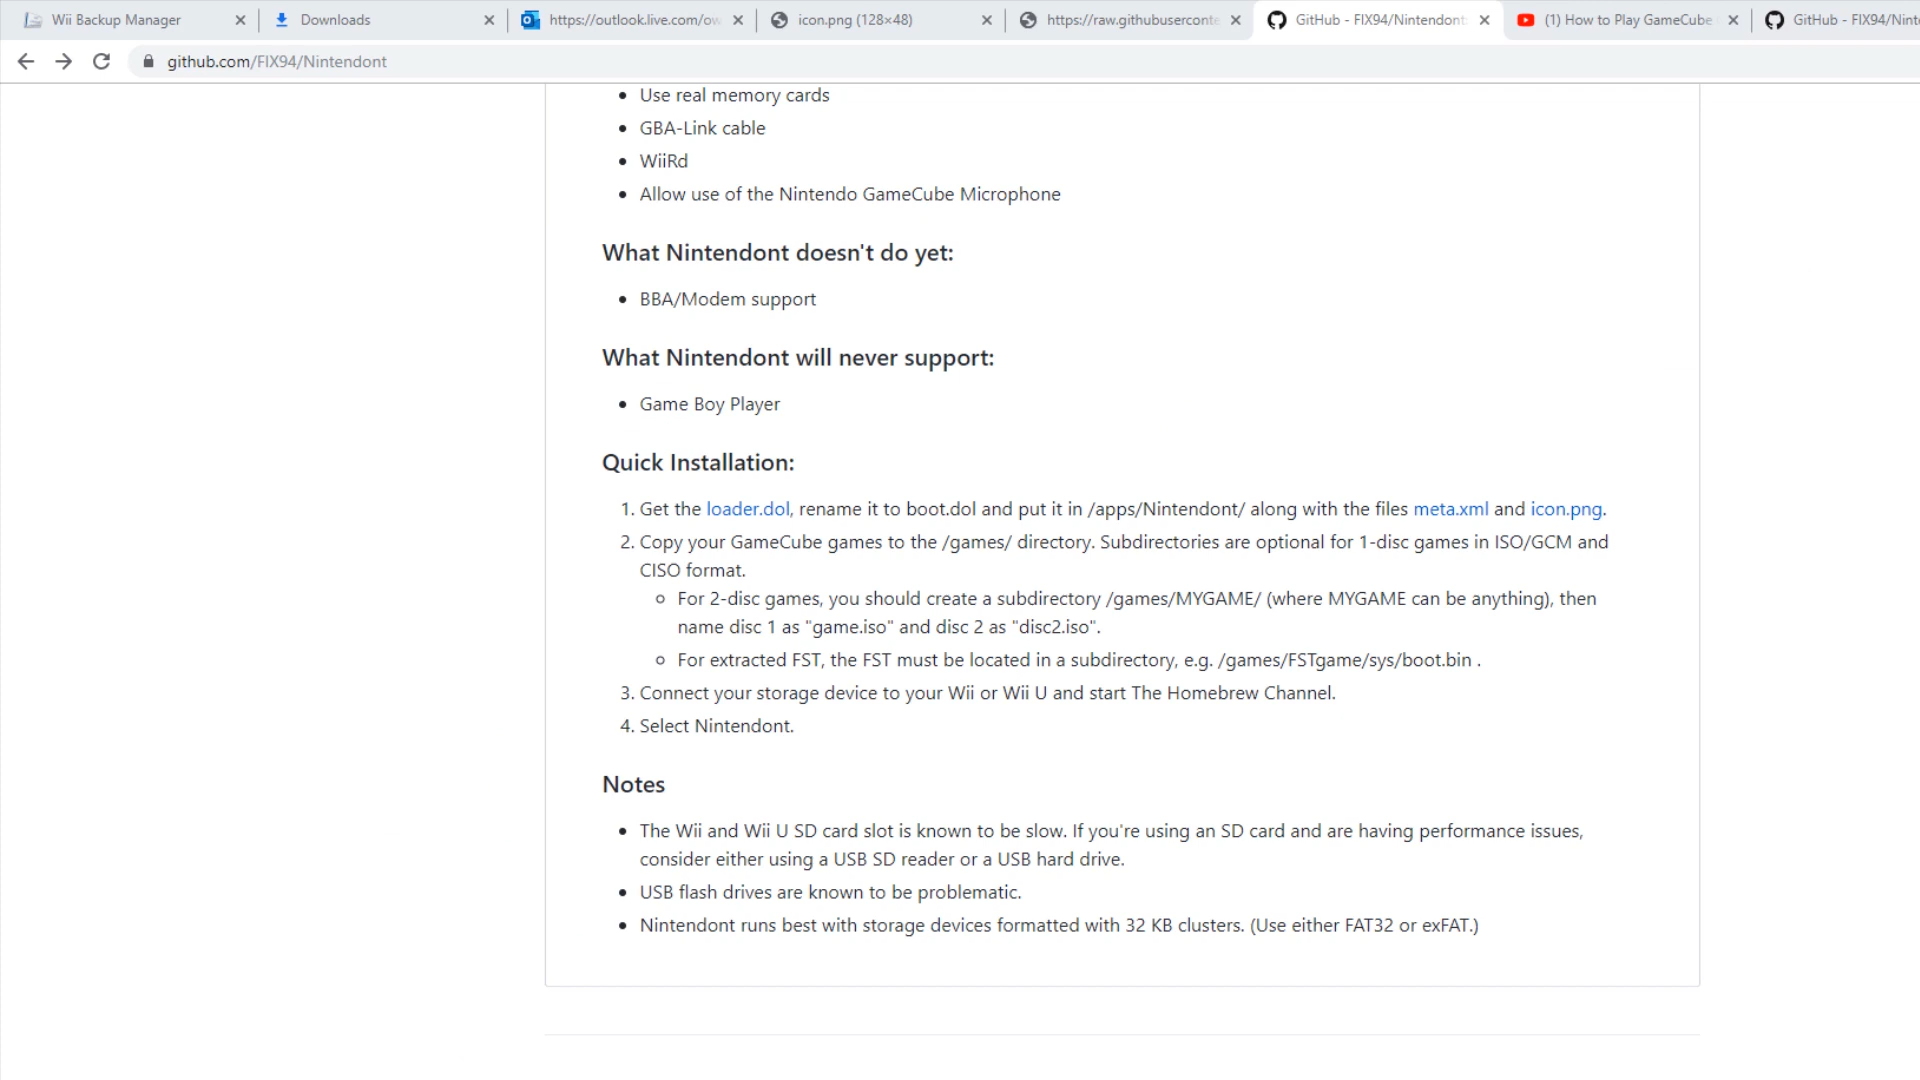 Wii Backup Manager
Downloads
https://outlook.live.com/ow
icon.png (128×48)
https://raw.githubuserconte
GitHub - FIX94/Nintendont:
(1) How to Play GameCube
GitHub - FIX94/Ninte
github.com/FIX94/Nintendont
• Use real memory cards
• GBA-Link cable
• WiiRd
• Allow use of the Nintendo GameCube Microphone
What Nintendont doesn't do yet:
• BBA/Modem support
What Nintendont will never support:
• Game Boy Player
Quick Installation:
1. Get the loader.dol, rename it to boot.dol and put it in /apps/Nintendont/ along with the files meta.xml and icon.png.
2. Copy your GameCube games to the /games/ directory. Subdirectories are optional for 1-disc games in ISO/GCM and
CISO format.
○ For 2-disc games, you should create a subdirectory /games/MYGAME/ (where MYGAME can be anything), then
name disc 1 as "game.iso" and disc 2 as "disc2.iso".
○ For extracted FST, the FST must be located in a subdirectory, e.g. /games/FSTgame/sys/boot.bin .
3. Connect your storage device to your Wii or Wii U and start The Homebrew Channel.
4. Select Nintendont.
Notes
• The Wii and Wii U SD card slot is known to be slow. If you're using an SD card and are having performance issues,
consider either using a USB SD reader or a USB hard drive.
• USB flash drives are known to be problematic.
• Nintendont runs best with storage devices formatted with 32 KB clusters. (Use either FAT32 or exFAT.)